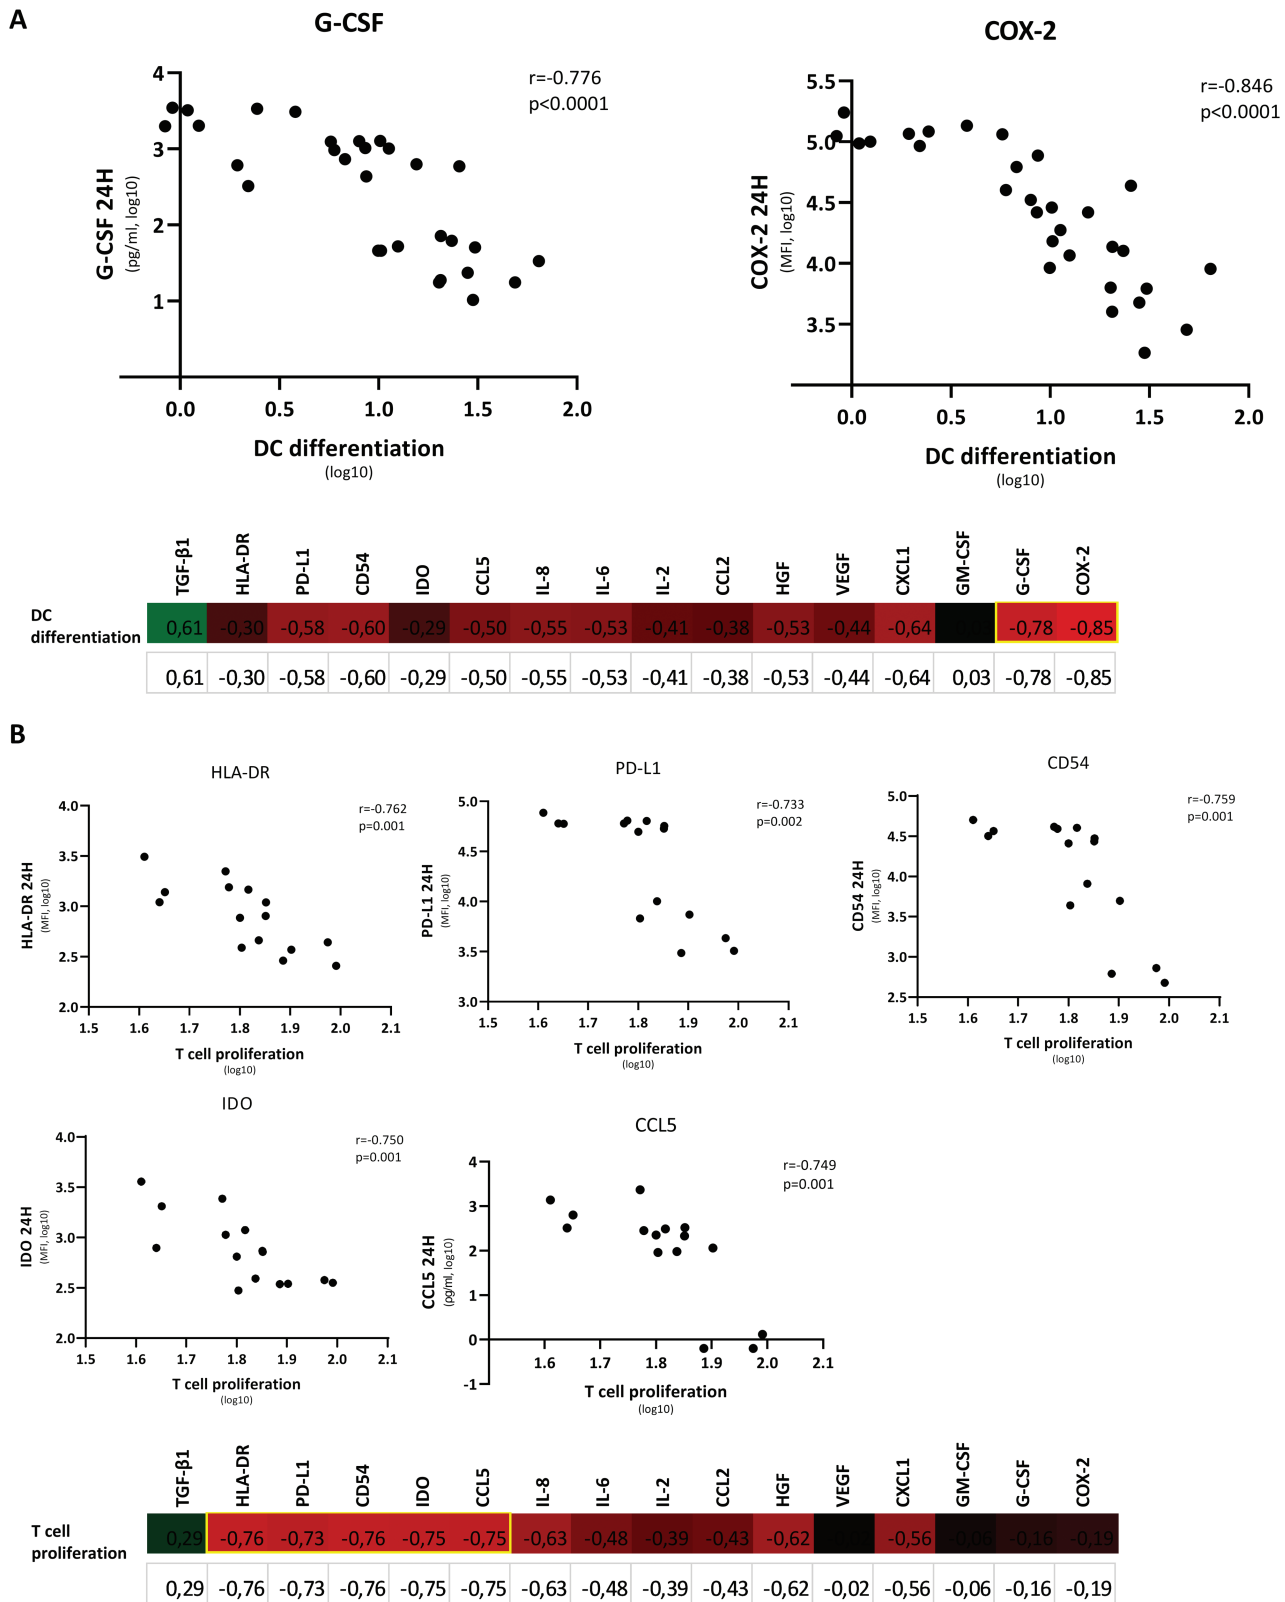 A
G-CSF
r=-0.776
p<0.0001
4
3
2
1
G-CSF 24H
(pg/ml, log10)
0.0 0.5 1.0 1.5 2.0
DC differentiation
(log10)
COX-2
r=-0.846
p<0.0001
5.5
5.0
4.5
4.0
3.5
COX-2 24H
(MFI, log10)
0.0 0.5 1.0 1.5 2.0
DC differentiation
(log10)
TGF-β1 HLA-DR PD-L1 CD54 IDO CCL5 IL-8 IL-6 IL-2 CCL2 HGF VEGF CXCL1 GM-CSF G-CSF COX-2
DC
differentiation
0,61 -0,30 -0,58 -0,60 -0,29 -0,50 -0,55 -0,53 -0,41 -0,38 -0,53 -0,44 -0,64 -0,78 -0,85
0,61 -0,30 -0,58 -0,60 -0,29 -0,50 -0,55 -0,53 -0,41 -0,38 -0,53 -0,44 -0,64 0,03 -0,78 -0,85
B
HLA-DR
r=-0.762
p=0.001
4.0
3.5
3.0
2.5
2.0
HLA-DR 24H
(MFI, log10)
1.5 1.6 1.7 1.8 1.9 2.0 2.1
T cell proliferation
(log10)
PD-L1
r=-0.733
p=0.002
5.0
4.5
4.0
3.5
3.0
PD-L1 24H
(MFI, log10)
1.5 1.6 1.7 1.8 1.9 2.0 2.1
T cell proliferation
(log10)
CD54
r=-0.759
p=0.001
5.0
4.5
4.0
3.5
3.0
2.5
CD54 24H
(MFI, log10)
1.5 1.6 1.7 1.8 1.9 2.0 2.1
T cell proliferation
(log10)
IDO
r=-0.750
p=0.001
4.0
3.5
3.0
2.5
2.0
IDO 24H
(MFI, log10)
1.5 1.6 1.7 1.8 1.9 2.0 2.1
T cell proliferation
(log10)
CCL5
r=-0.749
p=0.001
4
3
2
1
0
-1
CCL5 24H
(pg/ml, log10)
1.6 1.7 1.8 1.9 2.0 2.1
T cell proliferation
(log10)
TGF-β1 HLA-DR PD-L1 CD54 IDO CCL5 IL-8 IL-6 IL-2 CCL2 HGF VEGF CXCL1 GM-CSF G-CSF COX-2
T cell
proliferation
0,29 -0,76 -0,73 -0,76 -0,75 -0,75 -0,63 -0,48 -0,39 -0,43 -0,62 -0,56 -0,06 -0,16 -0,19
0,29 -0,76 -0,73 -0,76 -0,75 -0,75 -0,63 -0,48 -0,39 -0,43 -0,62 -0,02 -0,56 -0,06 -0,16 -0,19